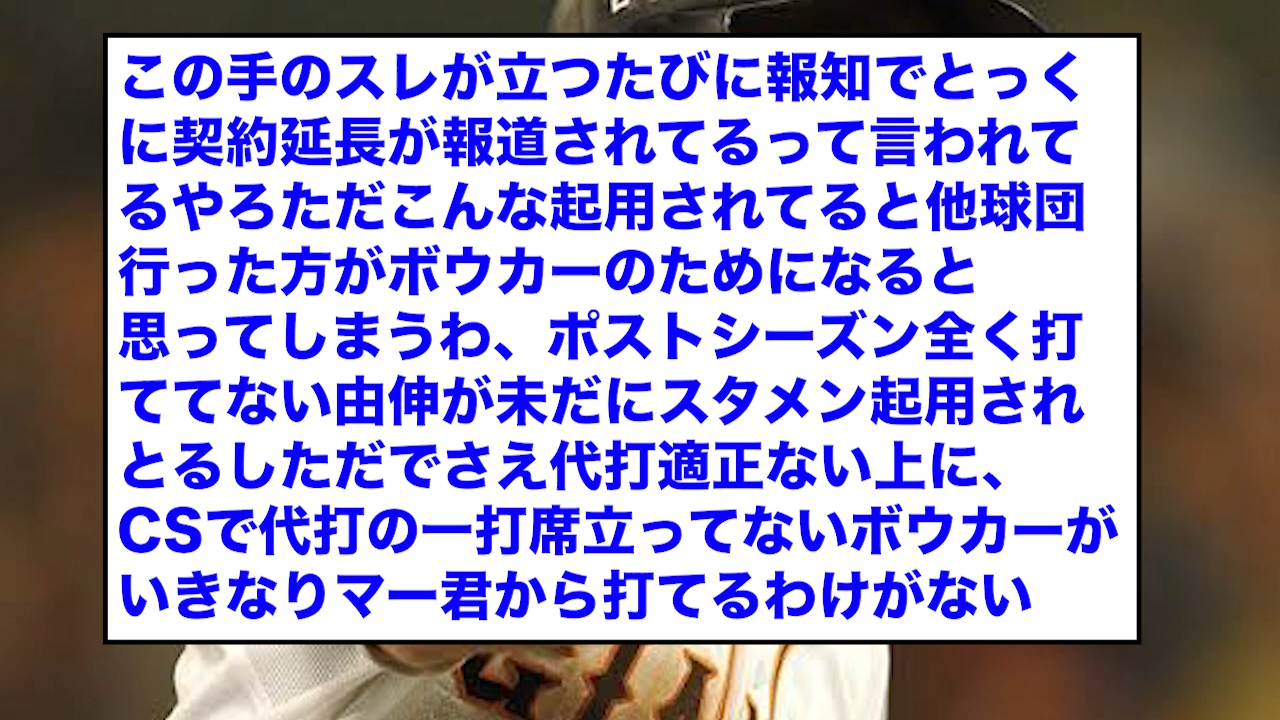 この手のスレが立つたびに報知でとっく
に契約延長が報道されてるって言われて
るやろただこんな起用されてると他球団
行った方がボウカーのためになると
思ってしまうわ、ポストシーズン全く打
ててない由伸が未だにスタメン起用され
とるしただでさえ代打適正ない上に、
CSで代打の一打席立ってないボウカーが
いきなりマー君から打てるわけがない